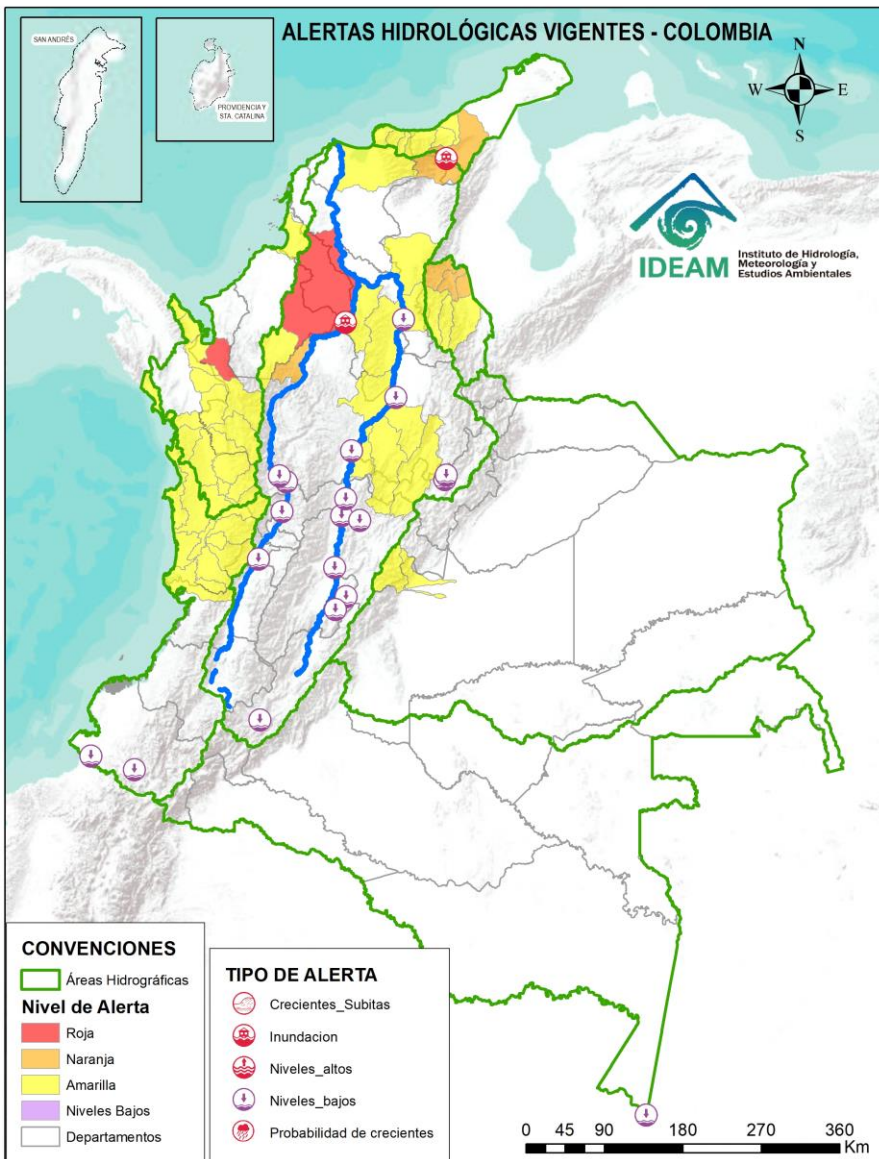 ALERTAS HIDROLÓGICAS VIGENTES - COLOMBIA
SAN ANDRÉS
PROVIDENCIA Y
STA. CATALINA
N
W
E
S
IDEAM
Instituto de Hidrología,
Meteorología y
Estudios Ambientales
CONVENCIONES
Áreas Hidrográficas
Nivel de Alerta
Roja
Naranja
Amarilla
Niveles Bajos
Departamentos
TIPO DE ALERTA
Crecientes_Subitas
Inundacion
Niveles_altos
Niveles_bajos
Probabilidad de crecientes
0 45 90 180 270 360
Km